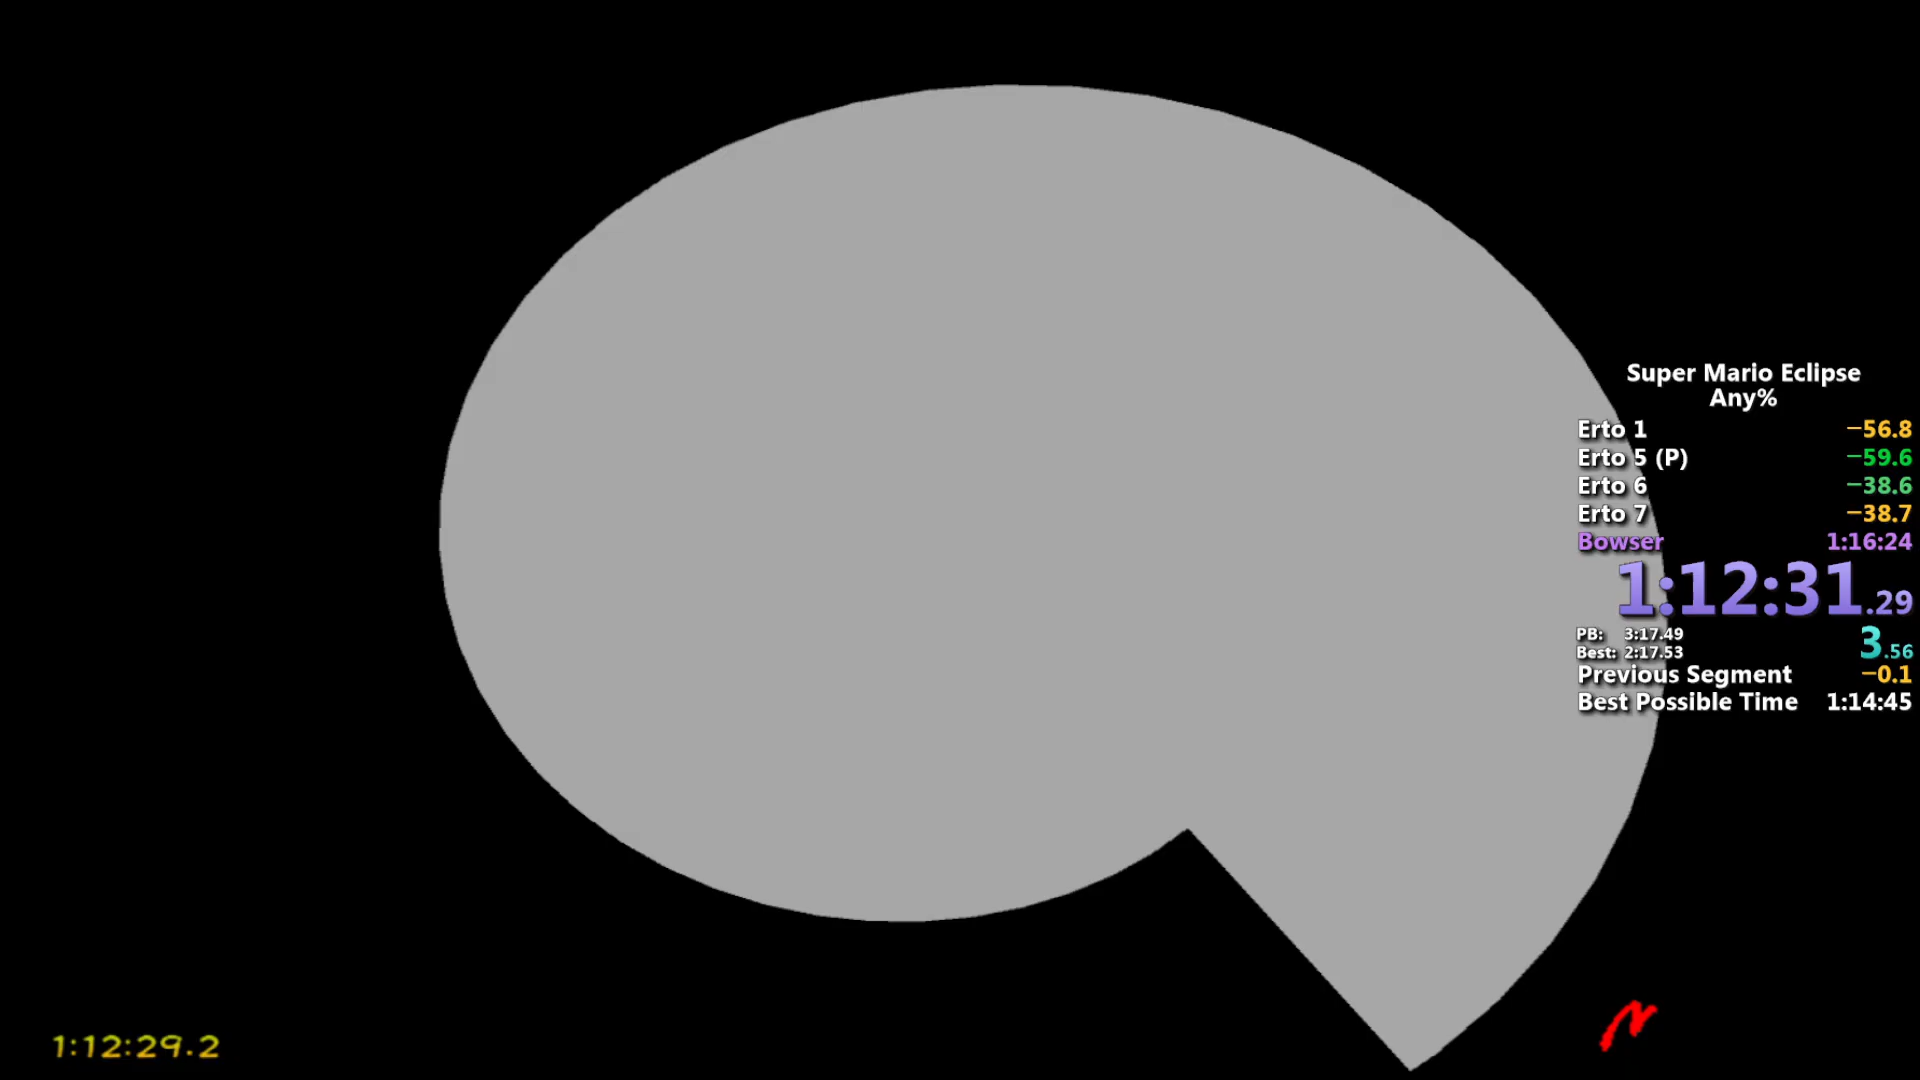 Super Mario Eclipse
Any%
Erto 1 −56.8
Erto 5 (P) −59.6
Erto 6 −38.6
Erto 7 −38.7
Bowser 1:16:24
1:12:31.29
PB: 3:17.49 3.56
Best: 2:17.53
Previous Segment −0.1
Best Possible Time 1:14:45
1:12:29.2